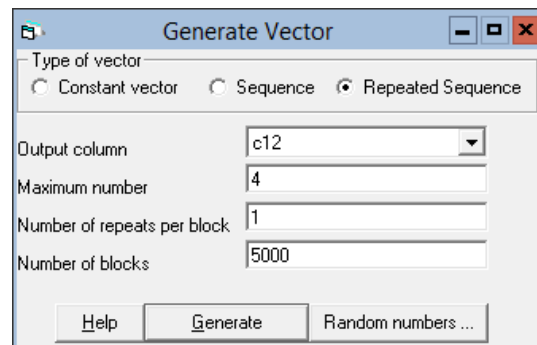 Generate Vector
Type of vector
Constant vector Sequence Repeated Sequence
Output column c12
Maximum number 4
Number of repeats per block 1
Number of blocks 5000
Help Generate Random numbers ...